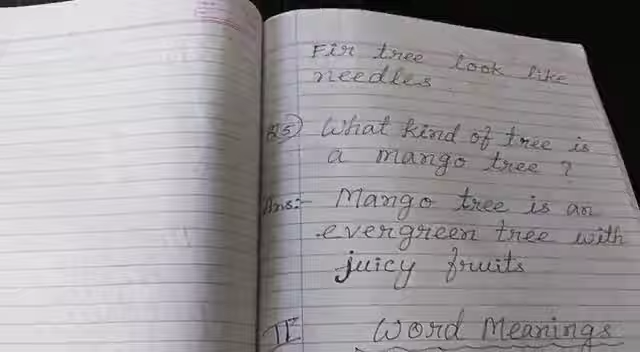 Fir tree look like
needles
Q5) What kind of tree is
a mango tree ?
Ans:- Mango tree is an
evergreen tree with
juicy fruits
II Word Meanings